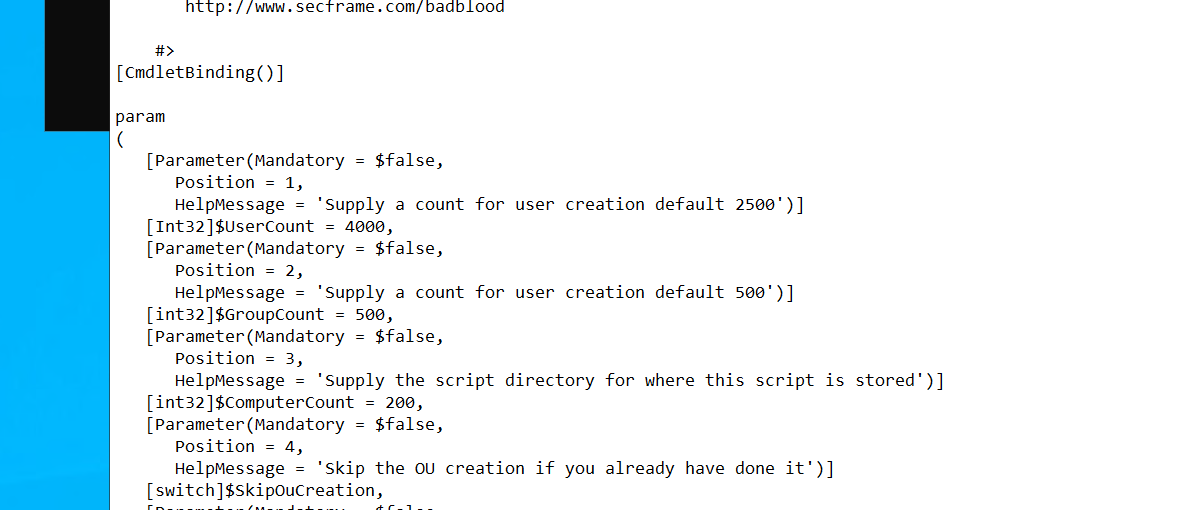 http://www.secframe.com/badblood
#>
[CmdletBinding()]
param
(
[Parameter(Mandatory = $false,
Position = 1,
HelpMessage = 'Supply a count for user creation default 2500')]
[Int32]$UserCount = 4000,
[Parameter(Mandatory = $false,
Position = 2,
HelpMessage = 'Supply a count for user creation default 500')]
[int32]$GroupCount = 500,
[Parameter(Mandatory = $false,
Position = 3,
HelpMessage = 'Supply the script directory for where this script is stored')]
[int32]$ComputerCount = 200,
[Parameter(Mandatory = $false,
Position = 4,
HelpMessage = 'Skip the OU creation if you already have done it')]
[switch]$SkipOuCreation,
[Parameter(Mandatory = $false